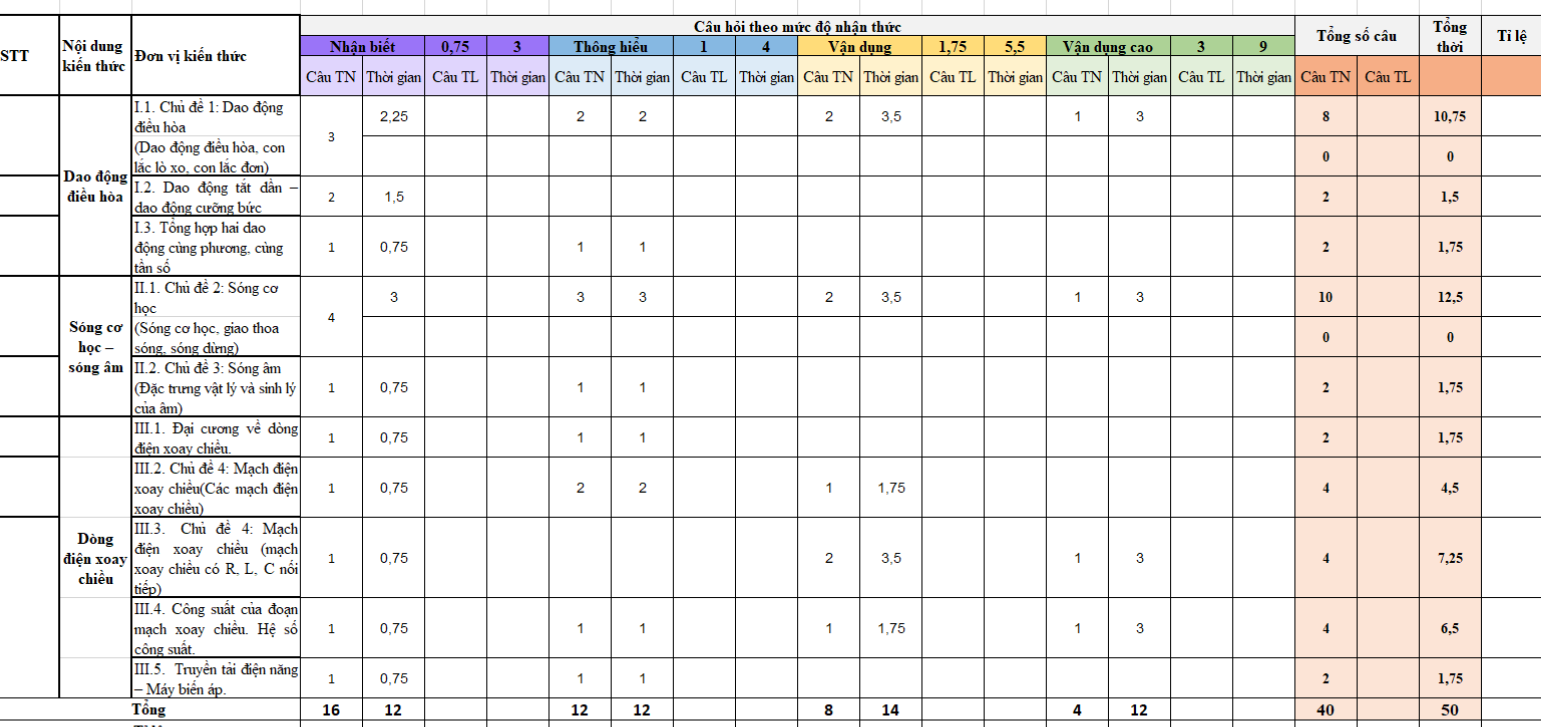 Câu hỏi theo mức độ nhận thức
STT
Nội dung kiến thức
Đơn vị kiến thức
Nhận biết 0,75 3 Thông hiểu 1 4 Vận dụng 1,75 5,5 Vận dụng cao 3 9
Tổng số câu
Tổng thời
Tỉ lệ
Câu TN Thời gian Câu TL Thời gian Câu TN Thời gian Câu TL Thời gian Câu TN Thời gian Câu TL Thời gian Câu TN Thời gian Câu TL Thời gian Câu TN Câu TL
Dao động
điều hòa
I.1. Chủ đề 1: Dao động
điều hòa
3 2,25 2 2 2 3,5 1 3 8 10,75
(Dao động điều hòa, con
lắc lò xo, con lắc đơn)
0 0
I.2. Dao động tắt dần –
dao động cưỡng bức
2 1,5 2 1,5
I.3. Tổng hợp hai dao
động cùng phương, cùng
tần số
1 0,75 1 1 2 1,75
Sóng cơ
học –
sóng âm
II.1. Chủ đề 2: Sóng cơ
học
4 3 3 3 2 3,5 1 3 10 12,5
(Sóng cơ học, giao thoa
sóng, sóng dừng)
0 0
II.2. Chủ đề 3: Sóng âm
(Đặc trưng vật lý và sinh lý
của âm)
1 0,75 1 1 2 1,75
Dòng
điện xoay
chiều
III.1. Đại cương về dòng
điện xoay chiều.
1 0,75 1 1 2 1,75
III.2. Chủ đề 4: Mạch điện
xoay chiều(Các mạch điện
xoay chiều)
1 0,75 2 2 1 1,75 4 4,5
III.3. Chủ đề 4: Mạch
điện xoay chiều (mạch
xoay chiều có R, L, C nối
tiếp)
1 0,75 2 3,5 1 3 4 7,25
III.4. Công suất của đoạn
mạch xoay chiều. Hệ số
công suất.
1 0,75 1 1 1 1,75 1 3 4 6,5
III.5. Truyền tải điện năng
– Máy biến áp.
1 0,75 1 1 2 1,75
Tổng 16 12 12 12 8 14 4 12 40 50